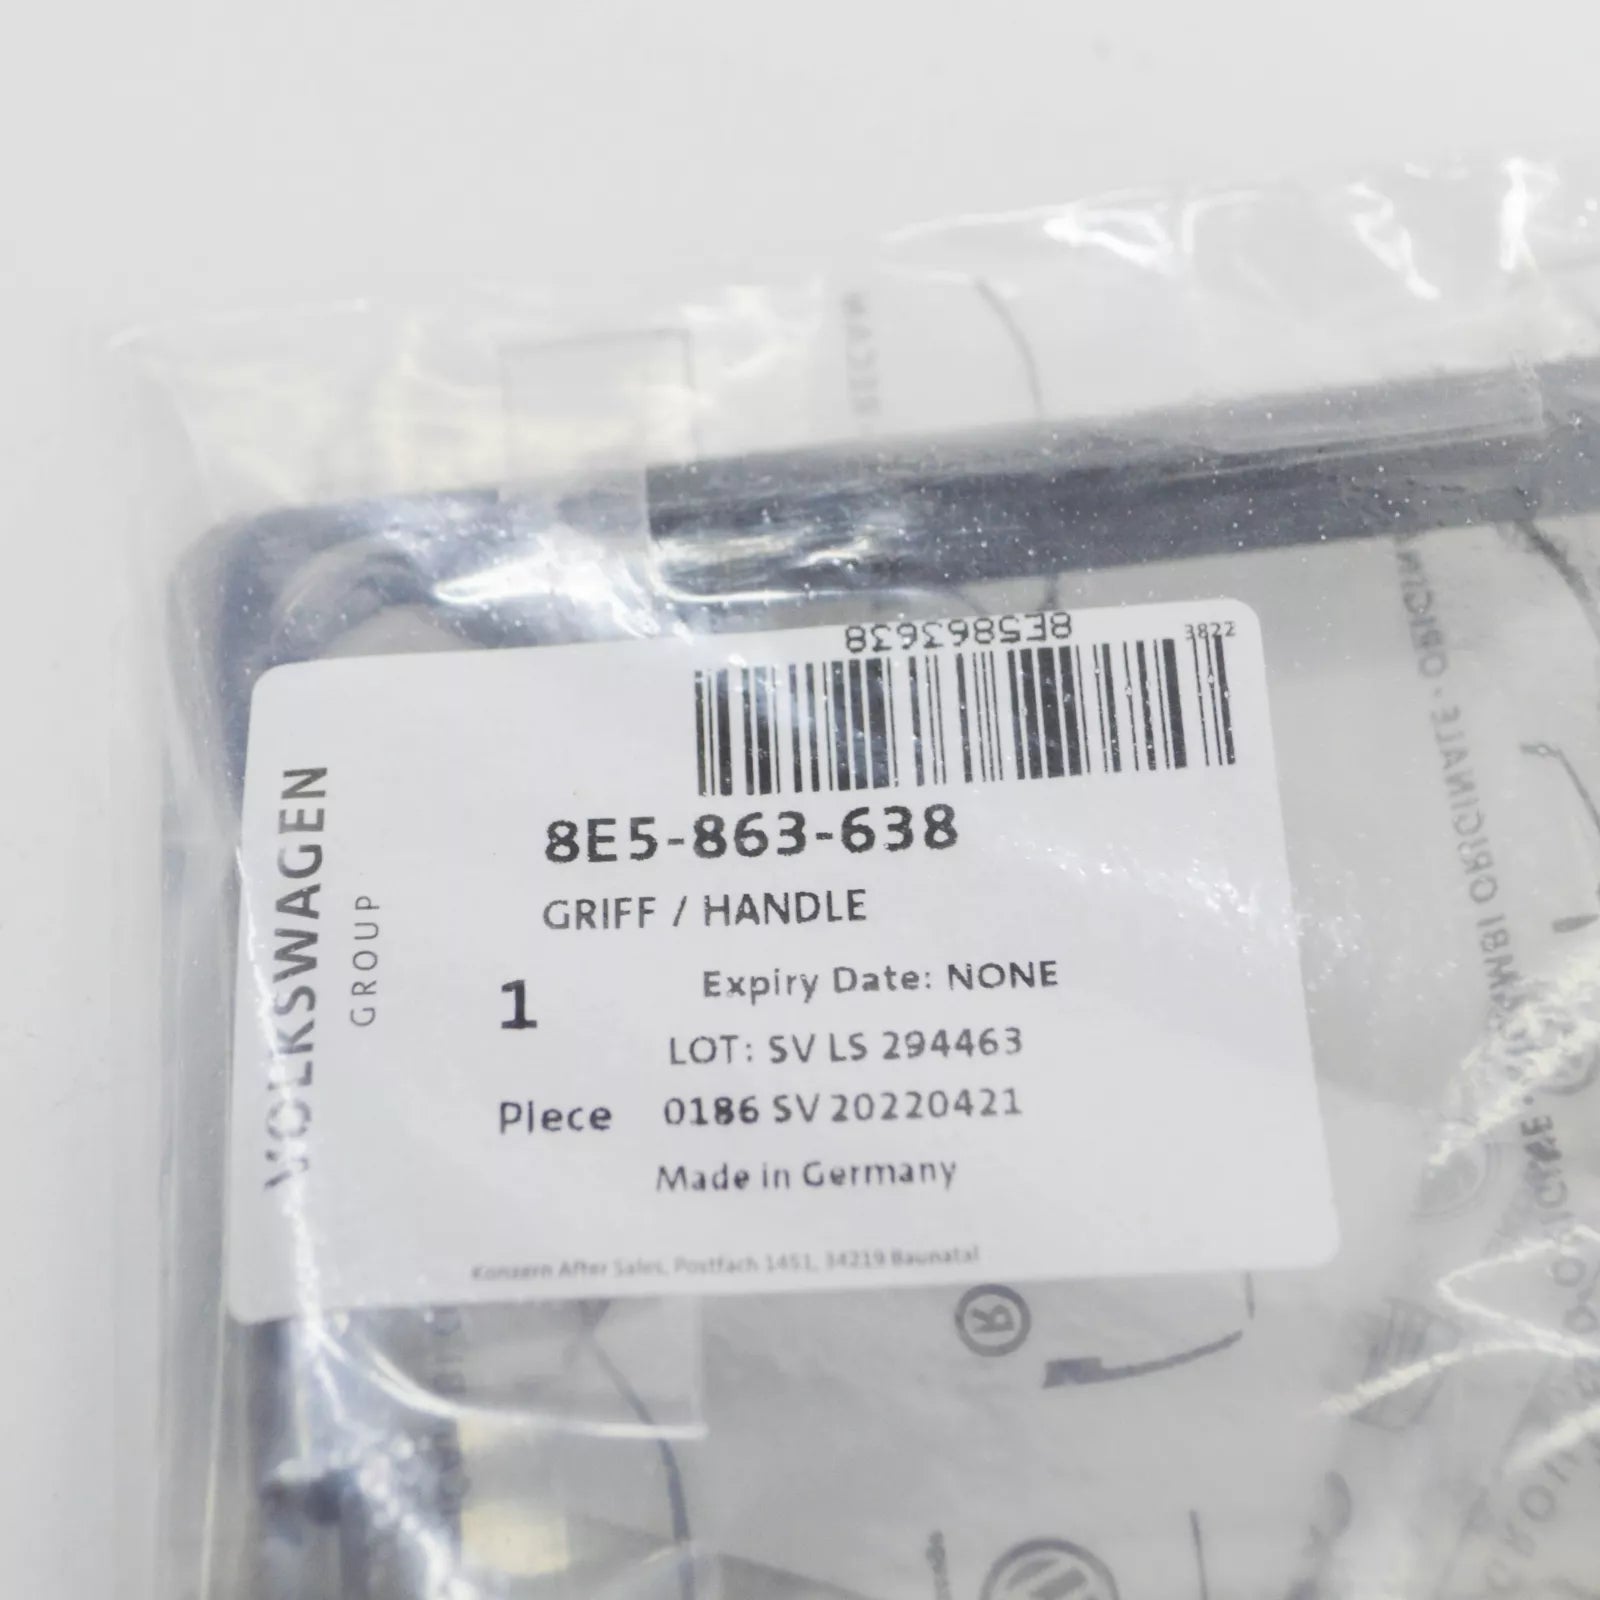 8E5863638
3822
8E5-863-638
GRIFF / HANDLE
1
Expiry Date: NONE
LOT: SV LS 294463
Piece
0186 SV 20220421
Made in Germany
Konzern After Sales, Postfach 1451, 34219 Baunatal
VOLKSWAGEN
GROUP
®